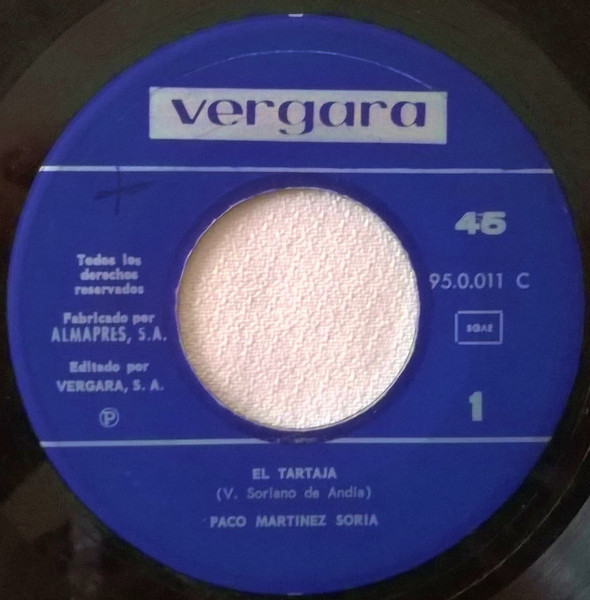 vergara
45
Todos los
derechos
reservados
95.0.011 C
Fabricado por
ALMAPRES, S.A.
SGAE
Editado por
VERGARA, S. A.
P
1
EL TARTAJA
(V. Soriano de Andía)
PACO MARTINEZ SORIA